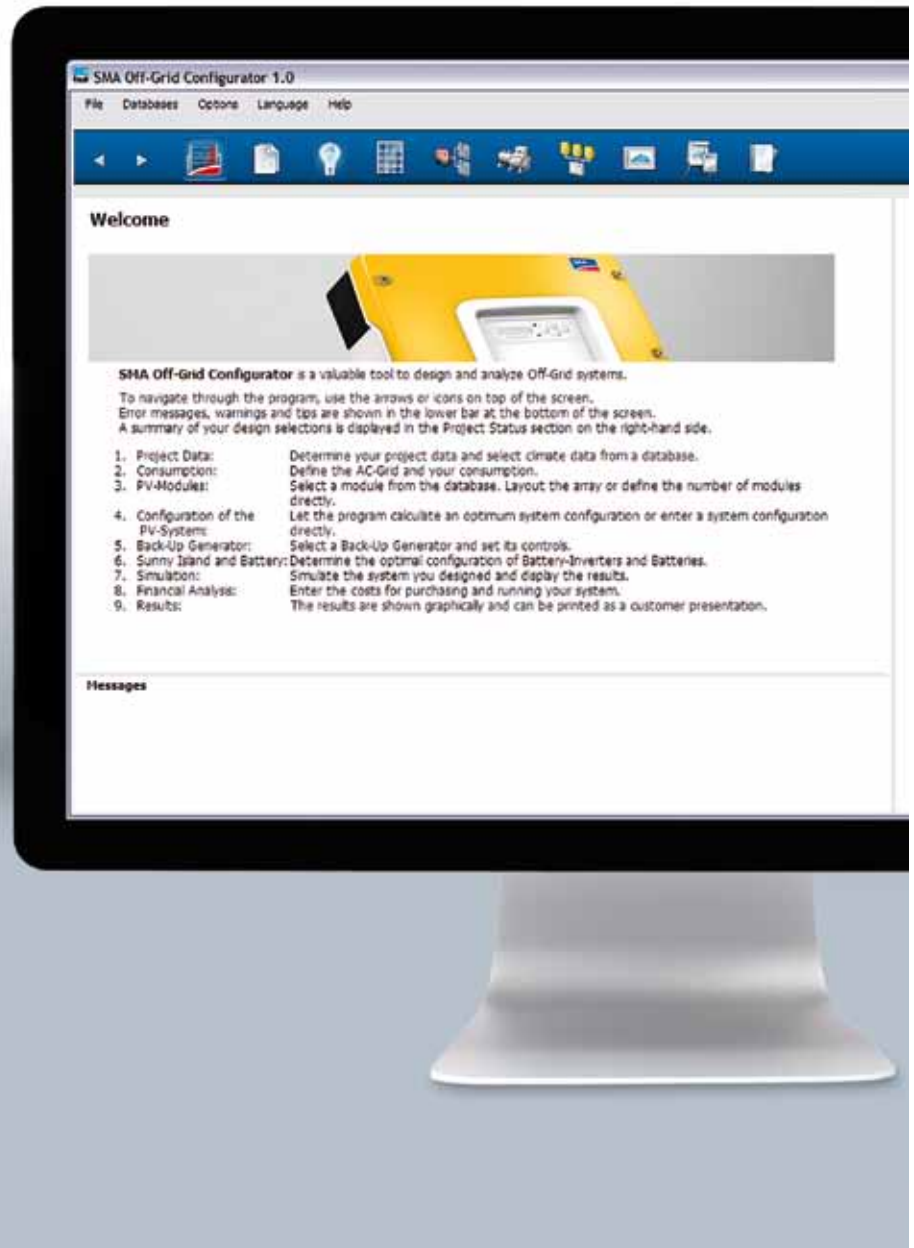 SMA Off-Grid Configurator 1.0
File Databases Options Language Help
Welcome
SMA
SMA Off-Grid Configurator is a valuable tool to design and analyze Off-Grid systems.
To navigate through the program, use the arrows or icons on top of the screen.
Error messages, warnings and tips are shown in the lower bar at the bottom of the screen.
A summary of your design selections is displayed in the Project Status section on the right-hand side.
1. Project Data: Determine your project data and select climate data from a database.
2. Consumption: Define the AC-Grid and your consumption.
3. PV-Modules: Select a module from the database. Layout the array or define the number of modules
directly.
4. Configuration of the Let the program calculate an optimum system configuration or enter a system configuration
PV-System: directly.
5. Back-Up Generator: Select a Back-Up Generator and set its controls.
6. Sunny Island and Battery: Determine the optimal configuration of Battery-Inverters and Batteries.
7. Simulation: Simulate the system you designed and display the results.
8. Financial Analysis: Enter the costs for purchasing and running your system.
9. Results: The results are shown graphically and can be printed as a customer presentation.
Messages